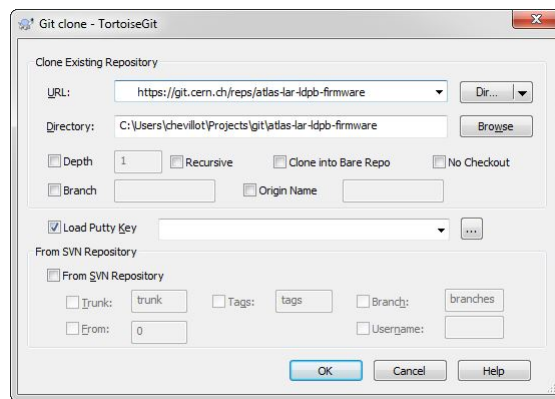 Git clone - TortoiseGit
Clone Existing Repository
URL: https://git.cern.ch/reps/atlas-lar-ldpb-firmware Dir...
Directory: C:\Users\chevillot\Projects\git\atlas-lar-ldpb-firmware Browse
Depth 1 Recursive Clone into Bare Repo No Checkout
Branch Origin Name
Load Putty Key ...
From SVN Repository
From SVN Repository
Trunk: trunk Tags: tags Branch: branches
From: 0 Username:
OK Cancel Help